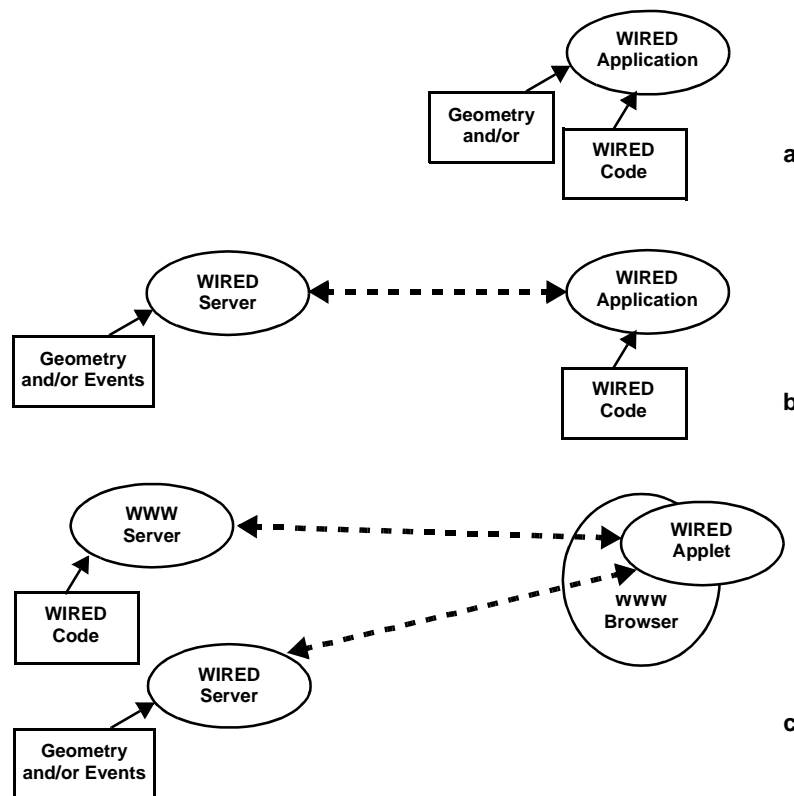 WIRED
Application
Geometry
and/or
WIRED
Code
a
WIRED
Server
WIRED
Application
Geometry
and/or Events
WIRED
Code
b
WWW
Server
WIRED
Applet
WIRED
Code
WWW
Browser
WIRED
Server
Geometry
and/or Events
c